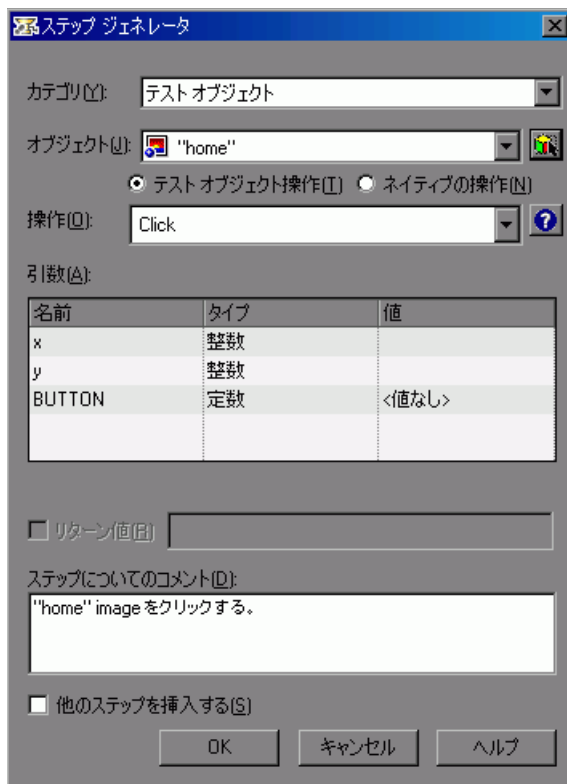 ステップ ジェネレータ
カテゴリ(Y): テスト オブジェクト
オブジェクト(J): "home"
テスト オブジェクト操作(T) ネイティブの操作(N)
操作(O): Click
引数(A):
名前 タイプ 値
x 整数
y 整数
BUTTON 定数 <値なし>
リターン値(R)
ステップについてのコメント(D):
"home" image をクリックする。
他のステップを挿入する(S)
OK キャンセル ヘルプ